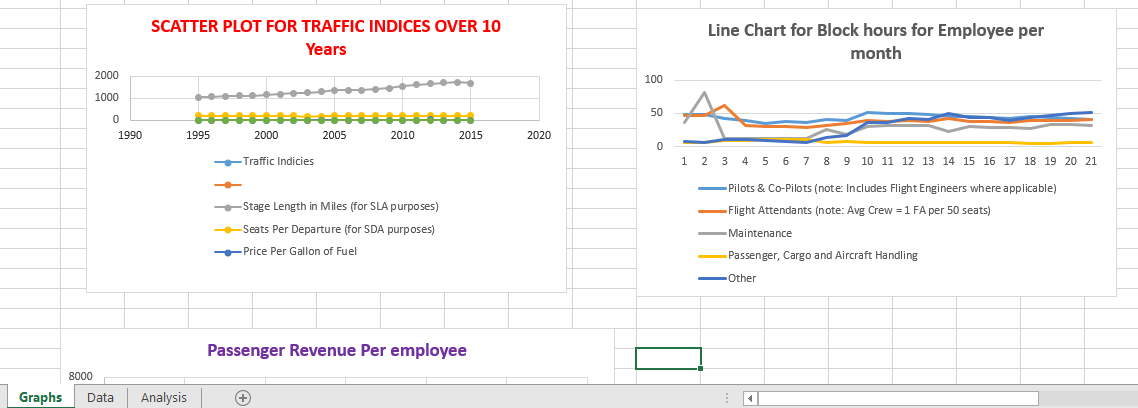 SCATTER PLOT FOR TRAFFIC INDICES OVER 10
Years
2000
1000
0
1990 1995 2000 2005 2010 2015 2020
Traffic Indicies
Stage Length in Miles (for SLA purposes)
Seats Per Departure (for SDA purposes)
Price Per Gallon of Fuel
Line Chart for Block hours for Employee per
month
100
50
0
1 2 3 4 5 6 7 8 9 10 11 12 13 14 15 16 17 18 19 20 21
Pilots & Co-Pilots (note: Includes Flight Engineers where applicable)
Flight Attendants (note: Avg Crew = 1 FA per 50 seats)
Maintenance
Passenger, Cargo and Aircraft Handling
Other
Passenger Revenue Per employee
8000
Graphs Data Analysis